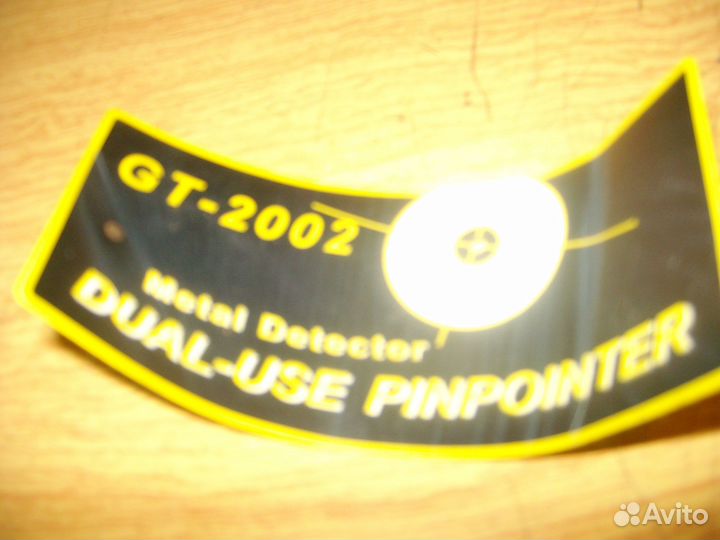 GT-2002
Metal Detector
DUAL-USE PINPOINTER
Avito